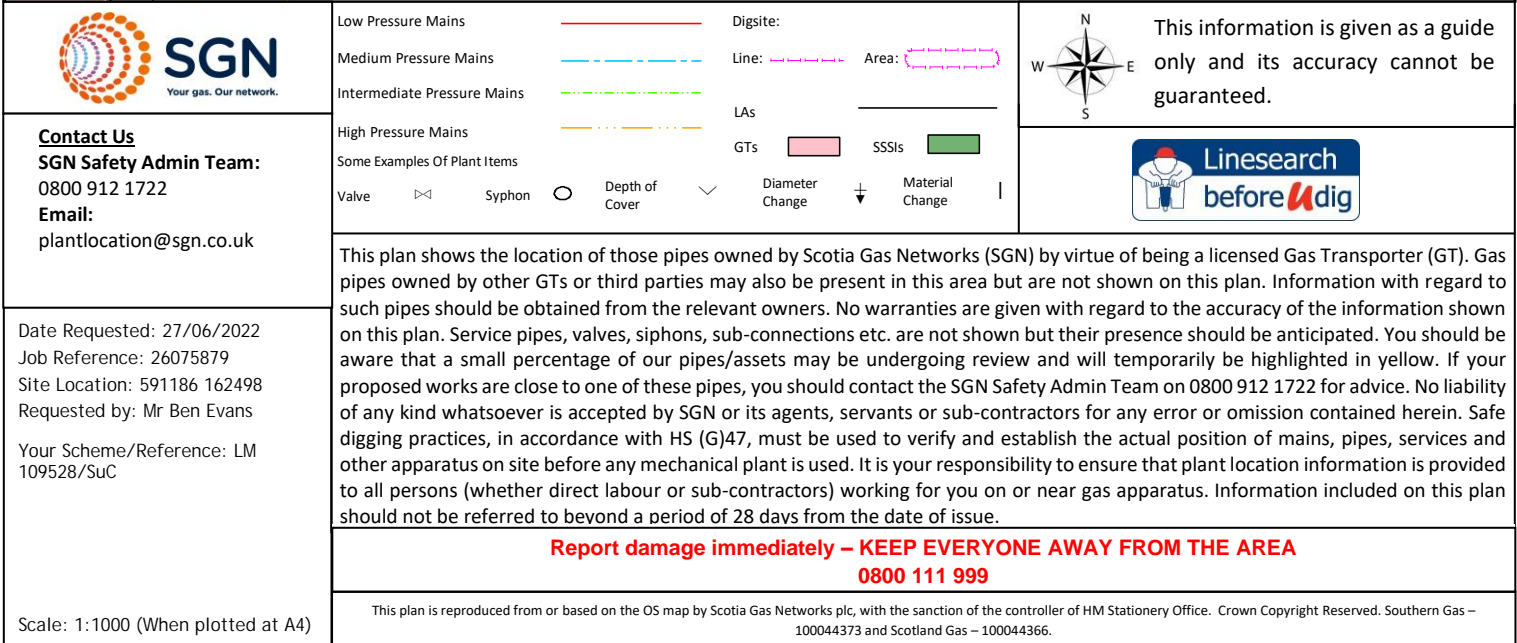 SGN
Your gas. Our network.
Contact Us
SGN Safety Admin Team:
0800 912 1722
Email:
plantlocation@sgn.co.uk
Date Requested: 27/06/2022
Job Reference: 26075879
Site Location: 591186 162498
Requested by: Mr Ben Evans
Your Scheme/Reference: LM
109528/SuC
Scale: 1:1000 (When plotted at A4)
Low Pressure Mains
Medium Pressure Mains
Intermediate Pressure Mains
High Pressure Mains
Some Examples Of Plant Items
Valve
Syphon
Depth of
Cover
Diameter
Change
Material
Change
Digsite:
Line:
Area:
LAs
GTs
SSSIs
N
W
E
S
This information is given as a guide
only and its accuracy cannot be
guaranteed.
Linesearch
before U dig
This plan shows the location of those pipes owned by Scotia Gas Networks (SGN) by virtue of being a licensed Gas Transporter (GT). Gas
pipes owned by other GTs or third parties may also be present in this area but are not shown on this plan. Information with regard to
such pipes should be obtained from the relevant owners. No warranties are given with regard to the accuracy of the information shown
on this plan. Service pipes, valves, siphons, sub-connections etc. are not shown but their presence should be anticipated. You should be
aware that a small percentage of our pipes/assets may be undergoing review and will temporarily be highlighted in yellow. If your
proposed works are close to one of these pipes, you should contact the SGN Safety Admin Team on 0800 912 1722 for advice. No liability
of any kind whatsoever is accepted by SGN or its agents, servants or sub-contractors for any error or omission contained herein. Safe
digging practices, in accordance with HS (G)47, must be used to verify and establish the actual position of mains, pipes, services and
other apparatus on site before any mechanical plant is used. It is your responsibility to ensure that plant location information is provided
to all persons (whether direct labour or sub-contractors) working for you on or near gas apparatus. Information included on this plan
should not be referred to beyond a period of 28 days from the date of issue.
Report damage immediately – KEEP EVERYONE AWAY FROM THE AREA
0800 111 999
This plan is reproduced from or based on the OS map by Scotia Gas Networks plc, with the sanction of the controller of HM Stationery Office. Crown Copyright Reserved. Southern Gas –
100044373 and Scotland Gas – 100044366.